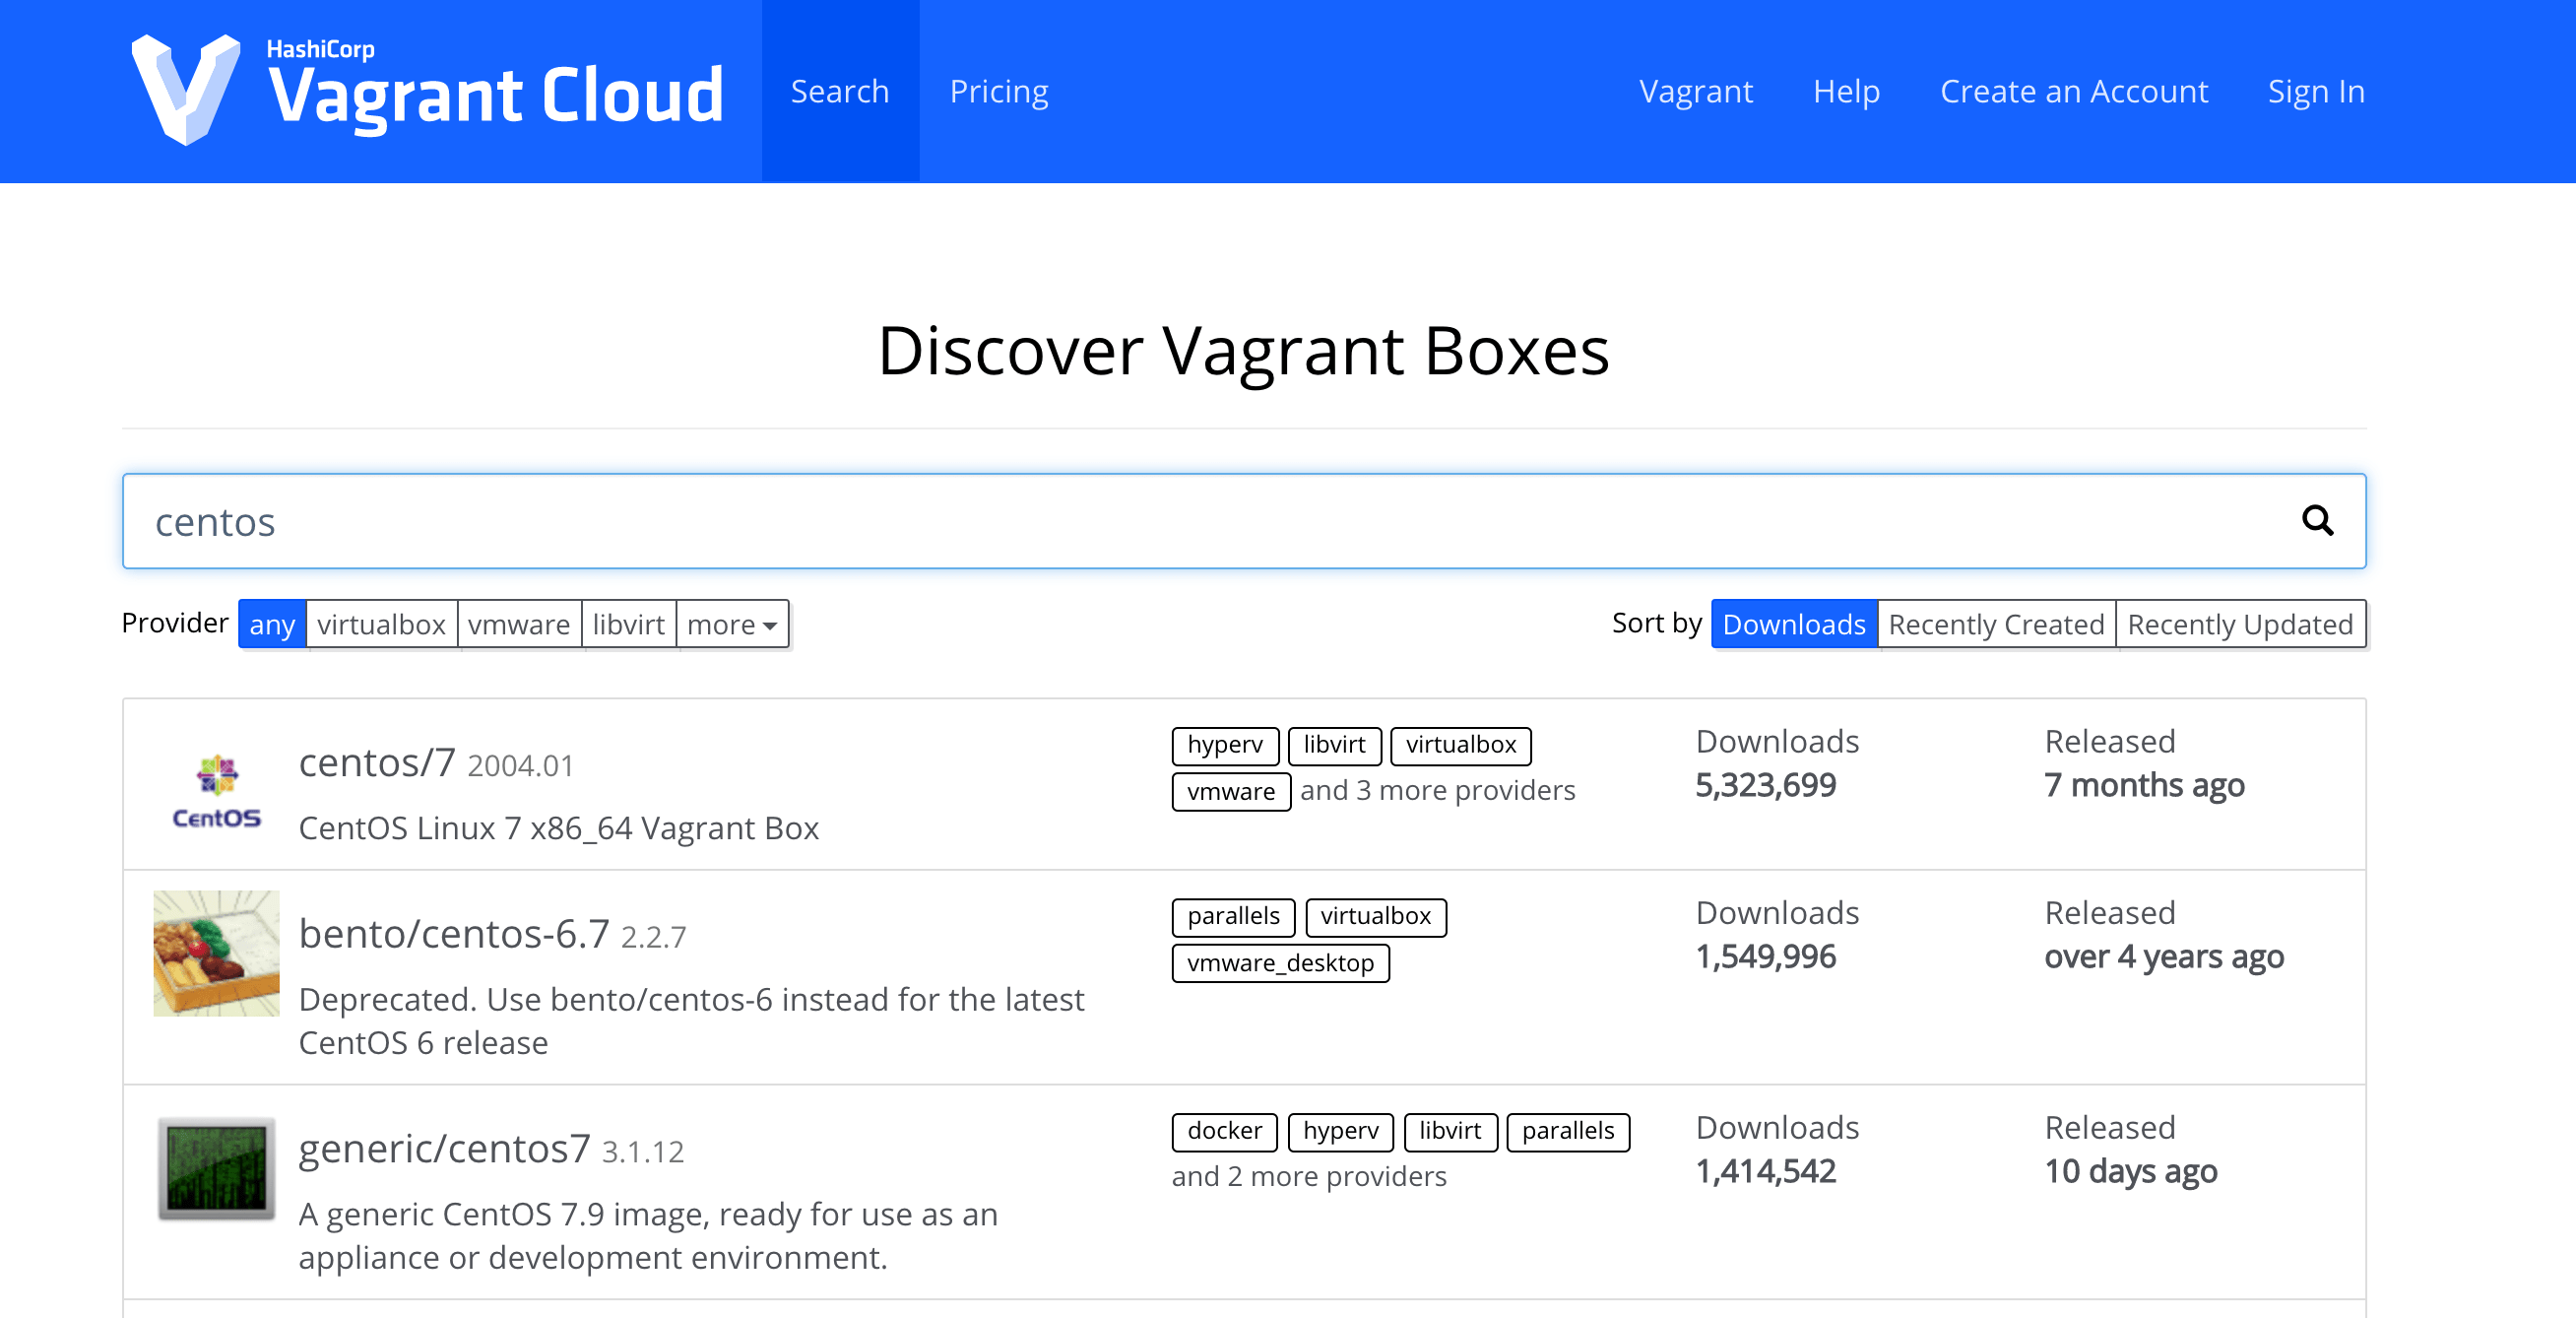 HashiCorp
Vagrant Cloud
Search
Pricing
Vagrant
Help
Create an Account
Sign In
Discover Vagrant Boxes
centos
Provider any virtualbox vmware libvirt more
Sort by Downloads Recently Created Recently Updated
CentOS
centos/7 2004.01
CentOS Linux 7 x86_64 Vagrant Box
hyperv libvirt virtualbox
vmware and 3 more providers
Downloads
5,323,699
Released
7 months ago
bento/centos-6.7 2.2.7
Deprecated. Use bento/centos-6 instead for the latest
CentOS 6 release
parallels virtualbox
vmware_desktop
Downloads
1,549,996
Released
over 4 years ago
generic/centos7 3.1.12
A generic CentOS 7.9 image, ready for use as an
appliance or development environment.
docker hyperv libvirt parallels
and 2 more providers
Downloads
1,414,542
Released
10 days ago